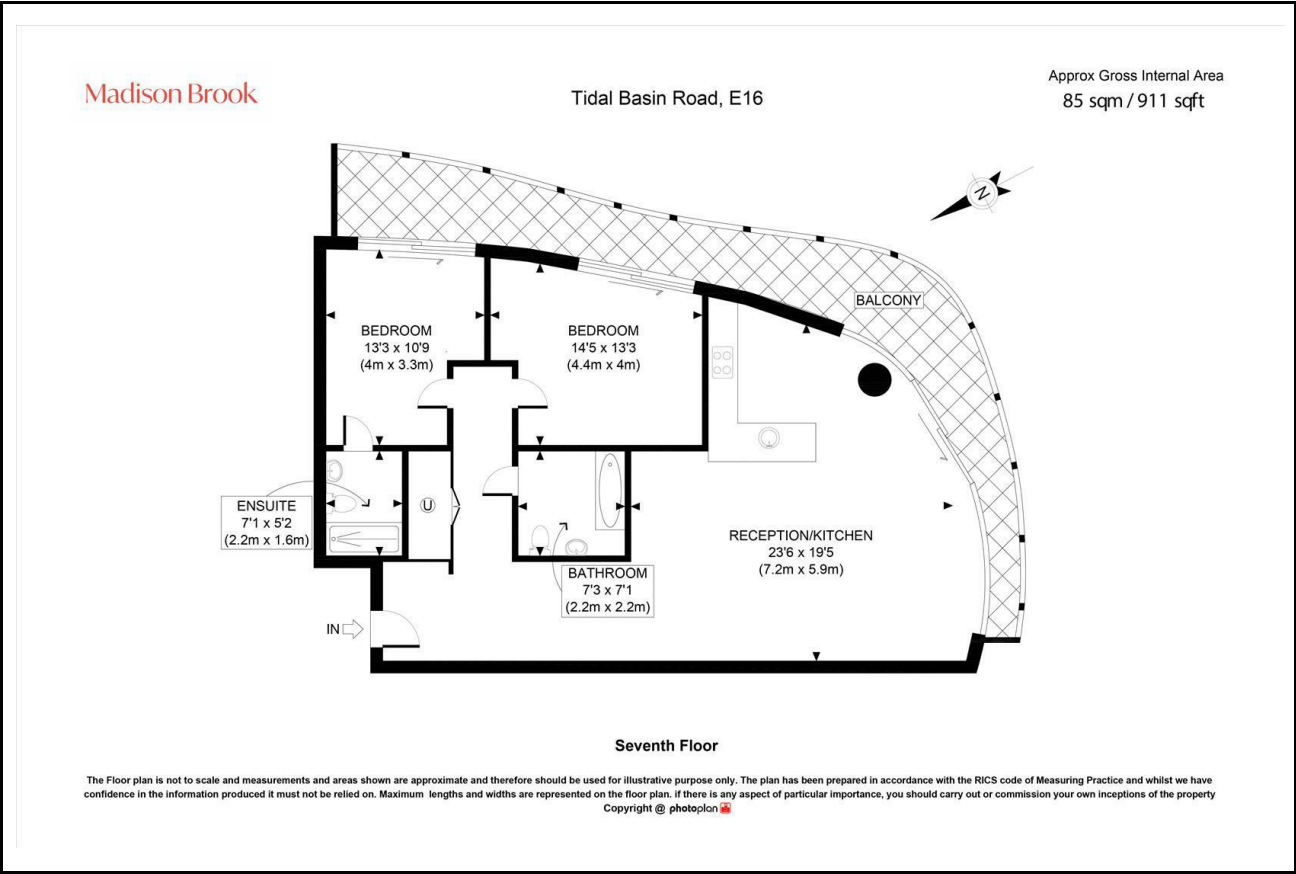 Madison Brook
Tidal Basin Road, E16
Approx Gross Internal Area
85 sqm / 911 sqft
N
BALCONY
BEDROOM
13'3 x 10'9
(4m x 3.3m)
BEDROOM
14'5 x 13'3
(4.4m x 4m)
ENSUITE
7'1 x 5'2
(2.2m x 1.6m)
U
RECEPTION/KITCHEN
23'6 x 19'5
(7.2m x 5.9m)
BATHROOM
7'3 x 7'1
(2.2m x 2.2m)
IN
Seventh Floor
The Floor plan is not to scale and measurements and areas shown are approximate and therefore should be used for illustrative purpose only. The plan has been prepared in accordance with the RICS code of Measuring Practice and whilst we have
confidence in the information produced it must not be relied on. Maximum lengths and widths are represented on the floor plan. if there is any aspect of particular importance, you should carry out or commission your own inceptions of the property
Copyright @ photoplan